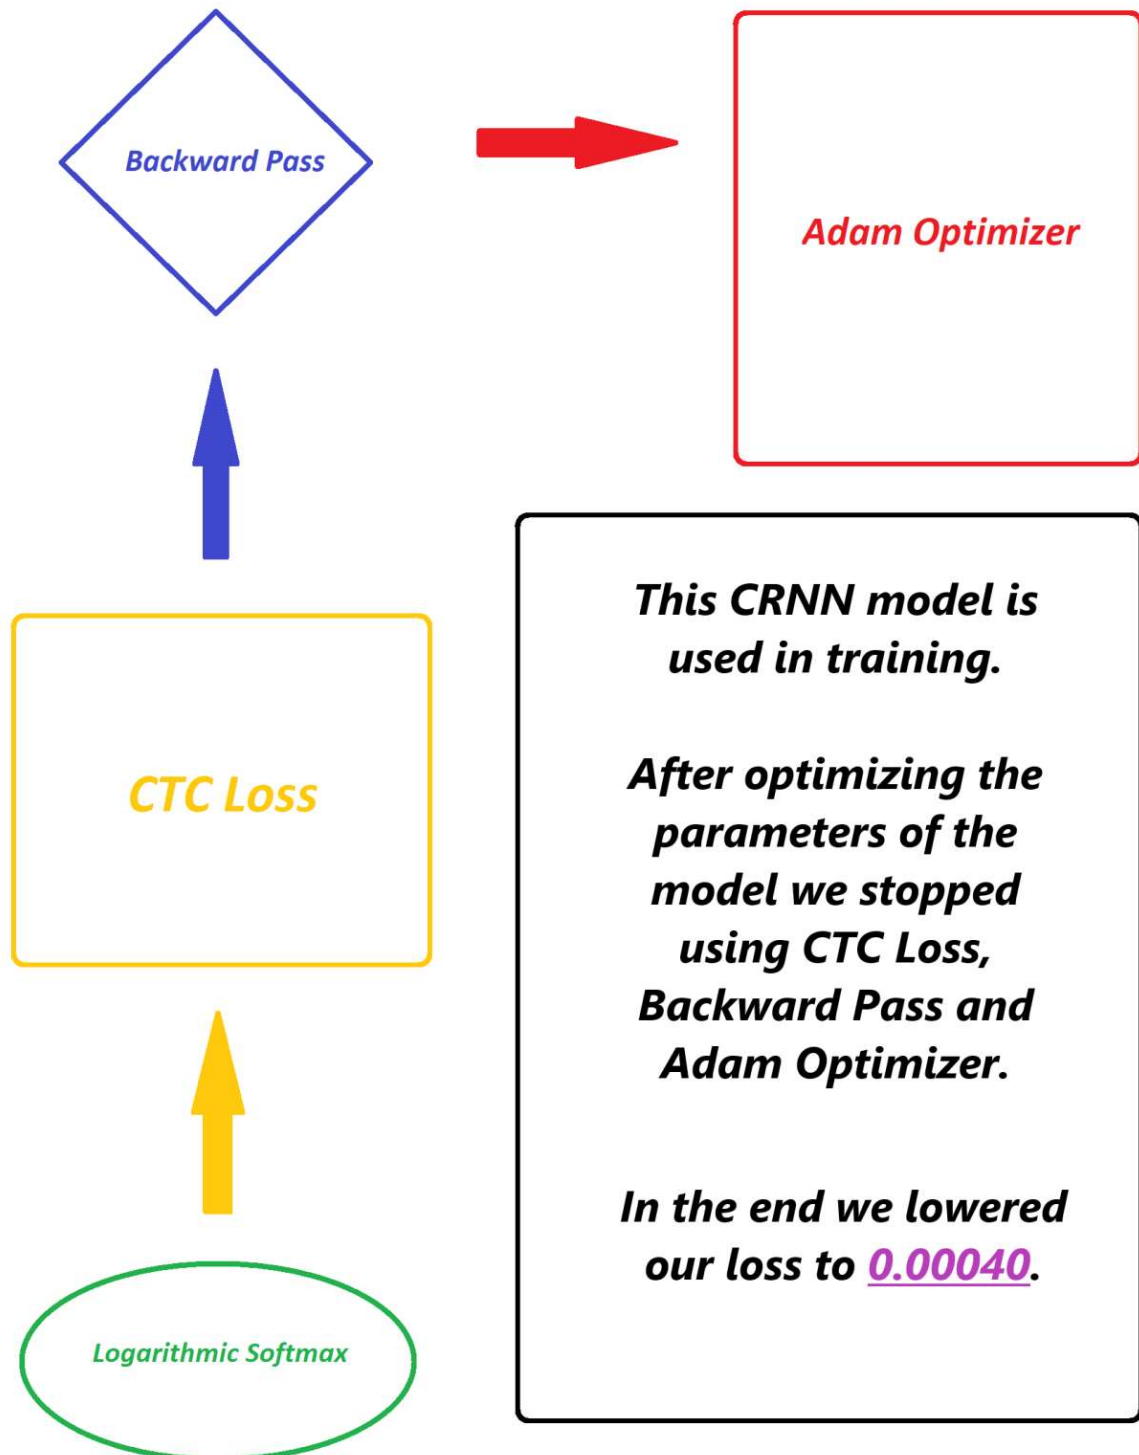 Backward Pass
Adam Optimizer
CTC Loss
Logarithmic Softmax
This CRNN model is
used in training.
After optimizing the
parameters of the
model we stopped
using CTC Loss,
Backward Pass and
Adam Optimizer.
In the end we lowered
our loss to 0.00040.